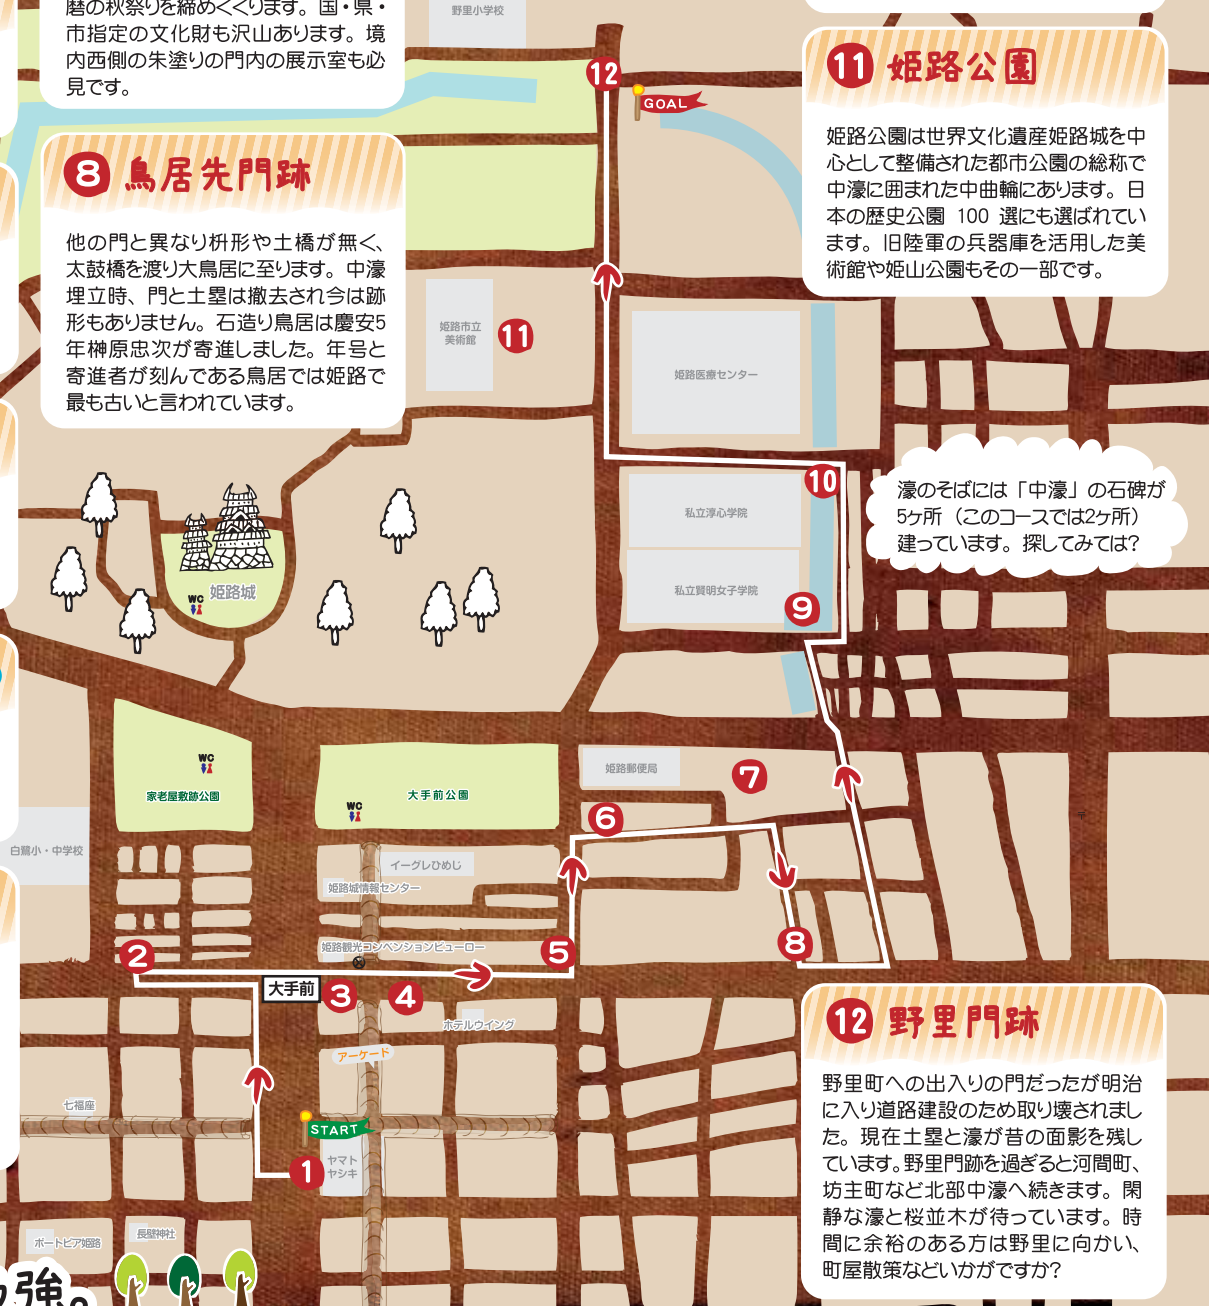 磨の秋祭りを締めくくります。国・県・
市指定の文化財も沢山あります。境
内西側の朱塗りの門内の展示室も必
見です。
8 鳥居先門跡
他の門と異なり枡形や土橋が無く、
太鼓橋を渡り大鳥居に至ります。中濠
埋立時、門と土塁は撤去され今は跡
形もありません。石造り鳥居は慶安5
年榊原忠次が寄進しました。年号と
寄進者が刻んである鳥居では姫路で
最も古いと言われています。
野里小学校
12
GOAL
11 姫路公園
姫路公園は世界文化遺産姫路城を中
心として整備された都市公園の総称で
中濠に囲まれた中曲輪にあります。日
本の歴史公園 100 選にも選ばれてい
ます。旧陸軍の兵器庫を活用した美
術館や姫山公園もその一部です。
姫路市立
美術館
11
姫路医療センター
10
私立淳心学院
私立賢明女子学院
9
濠のそばには「中濠」の石碑が
5ヶ所（このコースでは2ヶ所）
建っています。探してみては?
姫路城
WC
WC
家老屋敷跡公園
大手前公園
WC
姫路郵便局
7
6
白鷺小・中学校
イーグレひめじ
姫路城情報センター
姫路観光コンベンションビューロー
2
5
8
大手前
3
4
ホテルウイング
アーケード
七福座
START
1
ヤマト
ヤシキ
ポートピア姫路
長壁神社
強。
12 野里門跡
野里町への出入りの門だったが明治
に入り道路建設のため取り壊されまし
た。現在土塁と濠が昔の面影を残し
ています。野里門跡を過ぎると河間町、
坊主町など北部中濠へ続きます。閑
静な濠と桜並木が待っています。時
間に余裕のある方は野里に向かい、
町屋散策などいかがですか?